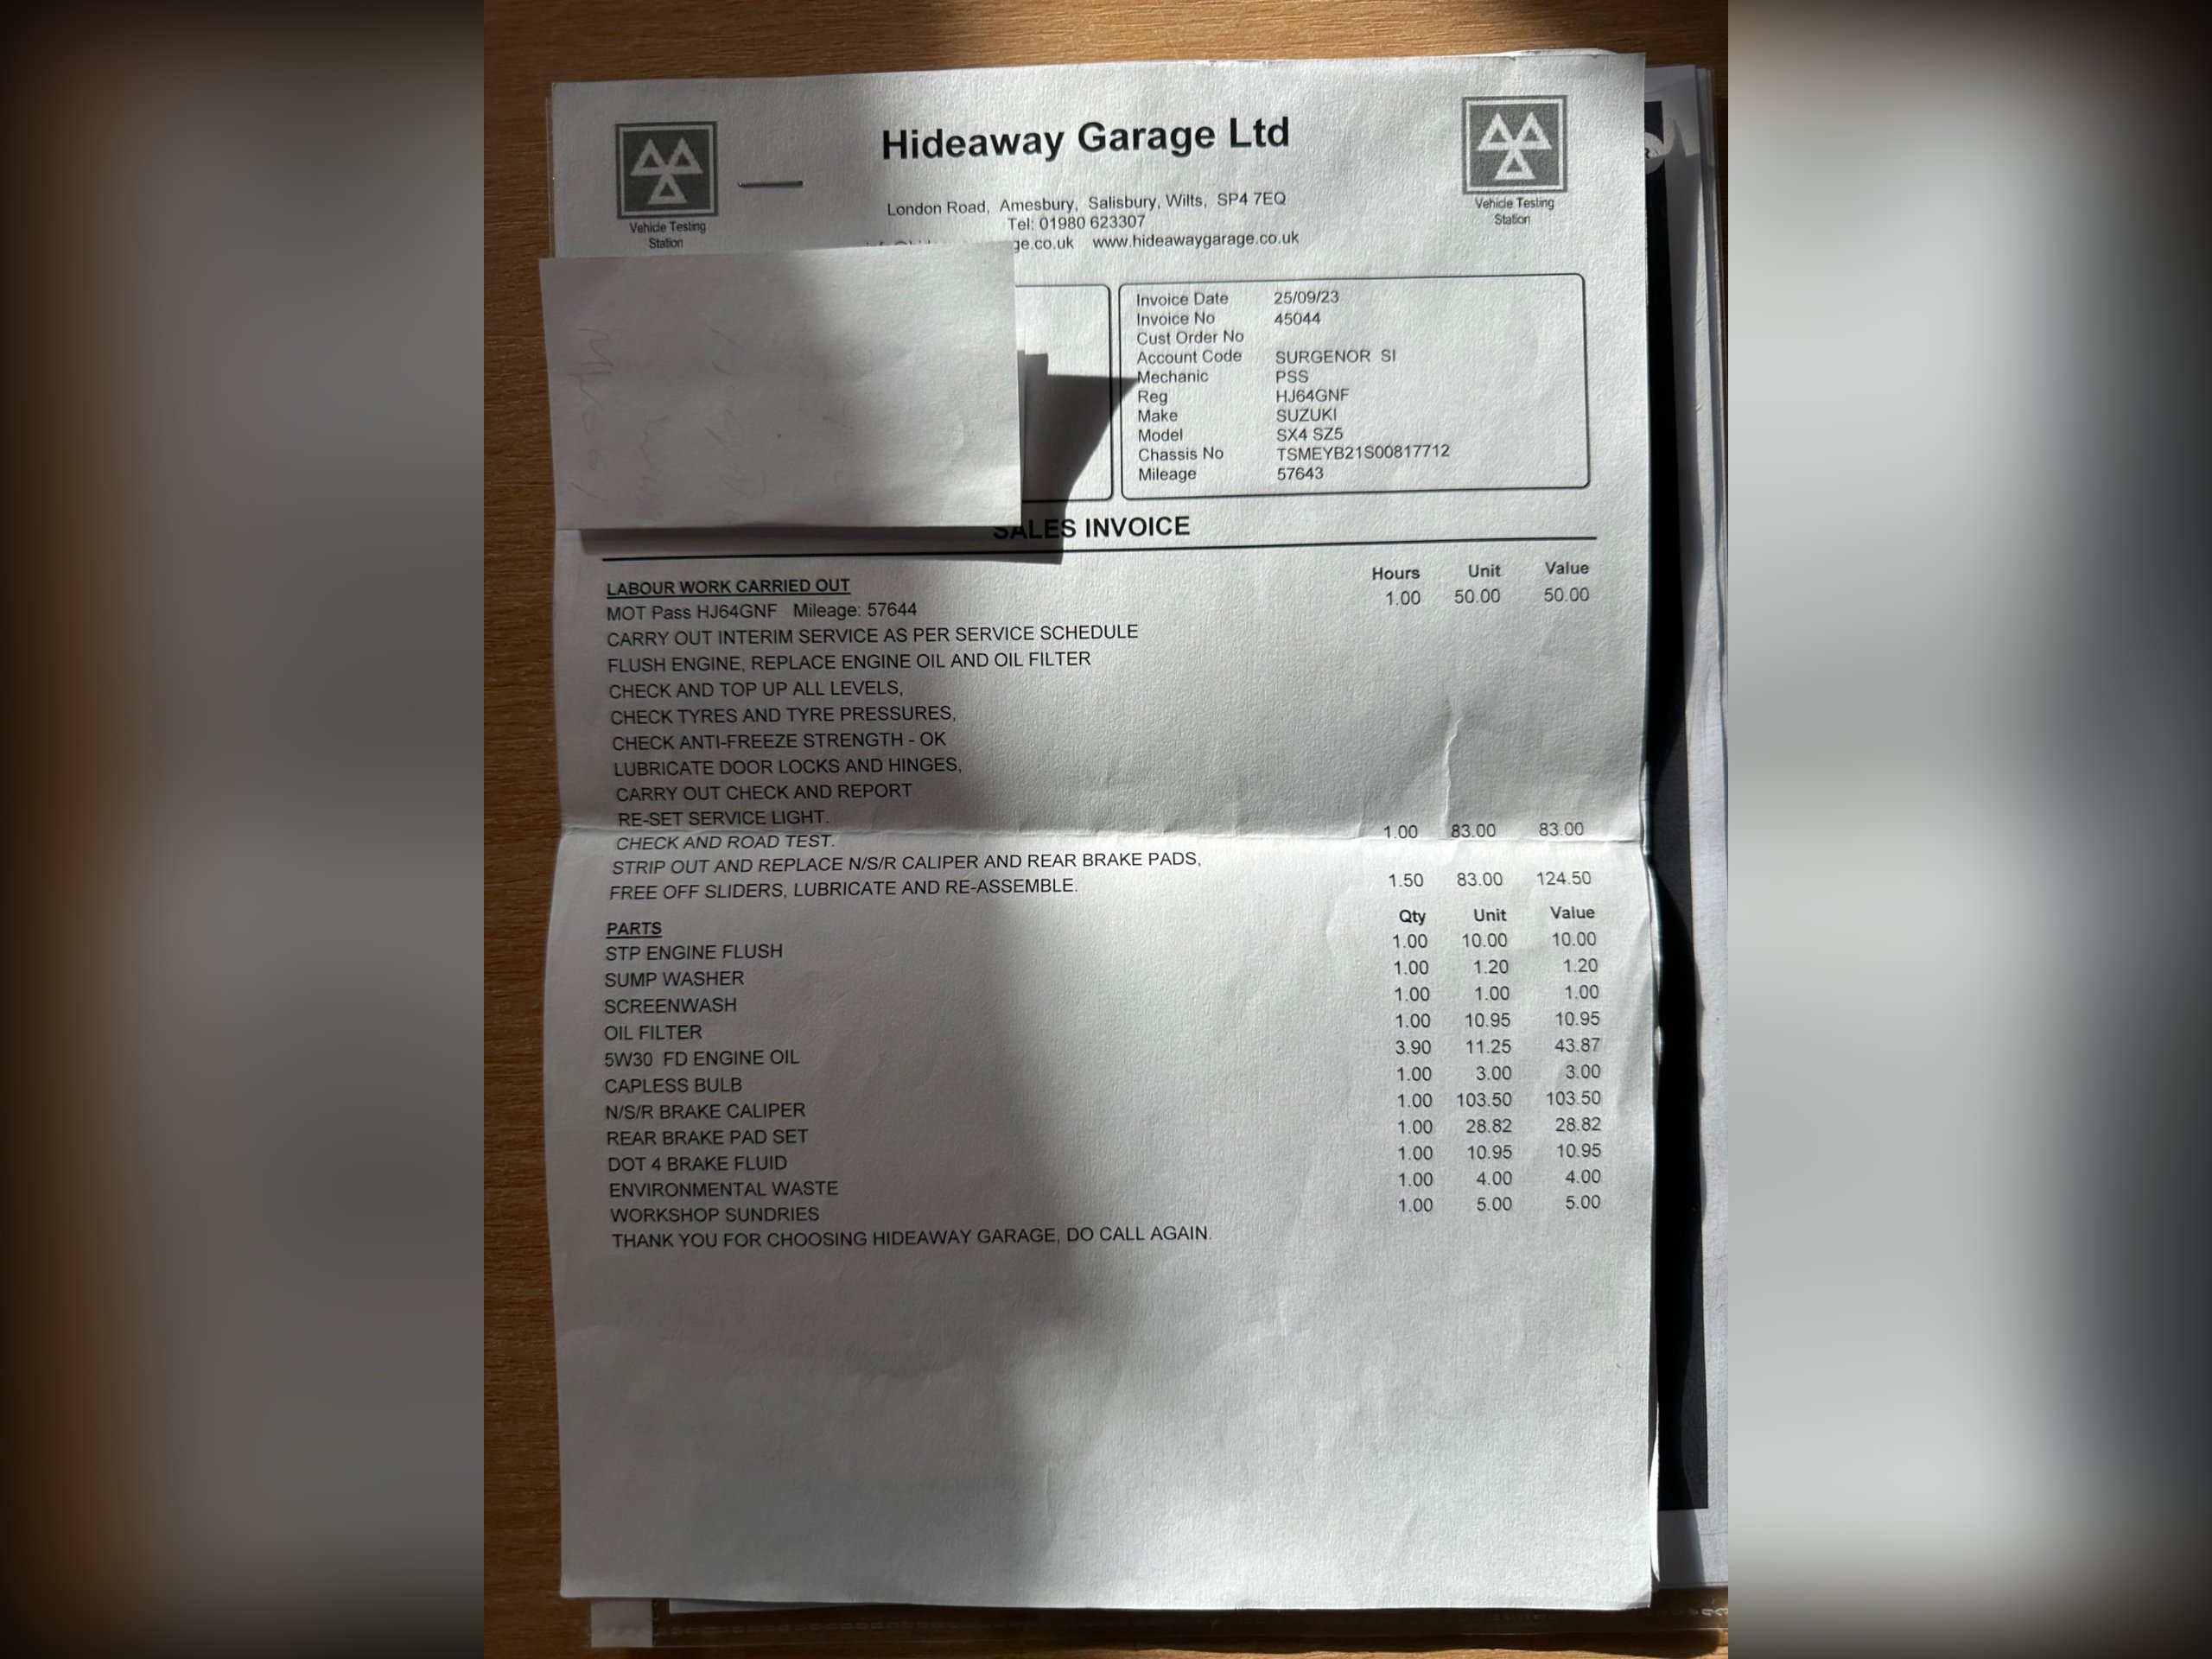 Hideaway Garage Ltd
Vehicle Testing
Station
Vehicle Testing
Station
London Road, Amesbury, Salisbury, Wilts, SP4 7EQ
Tel: 01980 623307
ge.co.uk www.hideawaygarage.co.uk
Invoice Date 25/09/23
Invoice No 45044
Cust Order No
Account Code SURGENOR SI
Mechanic PSS
Reg HJ64GNF
Make SUZUKI
Model SX4 SZ5
Chassis No TSMEYB21S00817712
Mileage 57643
SALES INVOICE
LABOUR WORK CARRIED OUT Hours Unit Value
MOT Pass HJ64GNF Mileage: 57644 1.00 50.00 50.00
CARRY OUT INTERIM SERVICE AS PER SERVICE SCHEDULE
FLUSH ENGINE, REPLACE ENGINE OIL AND OIL FILTER
CHECK AND TOP UP ALL LEVELS,
CHECK TYRES AND TYRE PRESSURES,
CHECK ANTI-FREEZE STRENGTH - OK
LUBRICATE DOOR LOCKS AND HINGES,
CARRY OUT CHECK AND REPORT
RE-SET SERVICE LIGHT.
CHECK AND ROAD TEST. 1.00 83.00 83.00
STRIP OUT AND REPLACE N/S/R CALIPER AND REAR BRAKE PADS,
FREE OFF SLIDERS, LUBRICATE AND RE-ASSEMBLE. 1.50 83.00 124.50
PARTS Qty Unit Value
STP ENGINE FLUSH 1.00 10.00 10.00
SUMP WASHER 1.00 1.20 1.20
SCREENWASH 1.00 1.00 1.00
OIL FILTER 1.00 10.95 10.95
5W30 FD ENGINE OIL 3.90 11.25 43.87
CAPLESS BULB 1.00 3.00 3.00
N/S/R BRAKE CALIPER 1.00 103.50 103.50
REAR BRAKE PAD SET 1.00 28.82 28.82
DOT 4 BRAKE FLUID 1.00 10.95 10.95
ENVIRONMENTAL WASTE 1.00 4.00 4.00
WORKSHOP SUNDRIES 1.00 5.00 5.00
THANK YOU FOR CHOOSING HIDEAWAY GARAGE, DO CALL AGAIN.